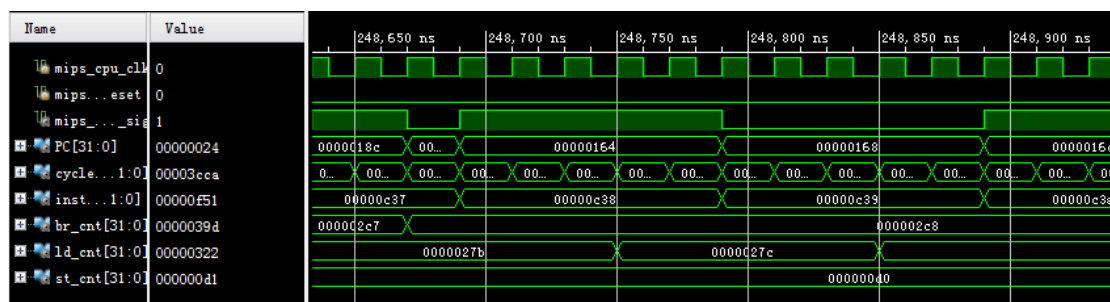 Name Value
248,650 ns 248,700 ns 248,750 ns 248,800 ns 248,850 ns 248,900 ns
mips_cpu_clk 0
mips...eset 0
mips_..._sig 1
PC[31:0] 00000024 0000018c 00... 00000164 00000168 0000016c
cycle...1:0] 00003cca 0... 00... 00... 00... 00... 00... 00... 00... 00... 00... 00... 00... 00... 00... 00... 0
inst...1:0] 00000f51 00000c37 00000c38 00000c39 00000c3a
br_cnt[31:0] 0000039d 000002c7 000002c8
ld_cnt[31:0] 00000322 0000027b 0000027c
st_cnt[31:0] 000000d1 000000d0